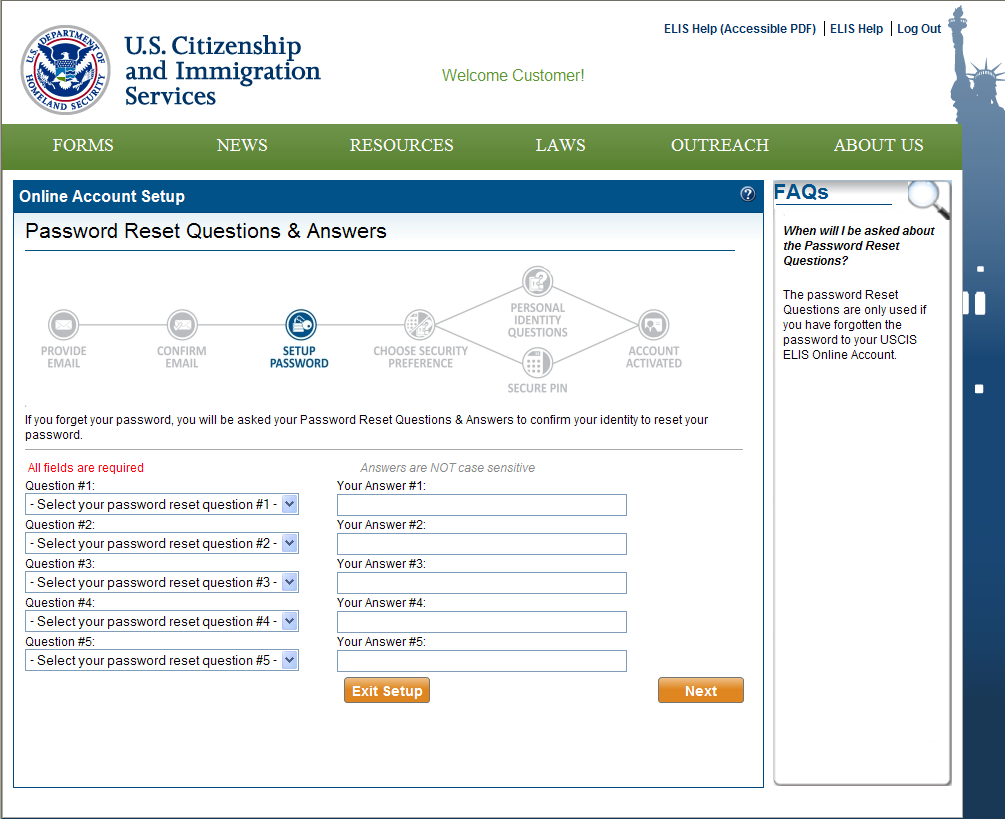 ELIS Help (Accessible PDF) | ELIS Help | Log Out
U.S. DEPARTMENT OF HOMELAND SECURITY
U.S. Citizenship
and Immigration
Services
Welcome Customer!
FORMS NEWS RESOURCES LAWS OUTREACH ABOUT US
Online Account Setup ?
Password Reset Questions & Answers
PROVIDE
EMAIL
CONFIRM
EMAIL
SETUP
PASSWORD
CHOOSE SECURITY
PREFERENCE
PERSONAL
IDENTITY
QUESTIONS
SECURE PIN
ACCOUNT
ACTIVATED
If you forget your password, you will be asked your Password Reset Questions & Answers to confirm your identity to reset your
password.
All fields are required Answers are NOT case sensitive
Question #1: Your Answer #1:
- Select your password reset question #1 -
Question #2: Your Answer #2:
- Select your password reset question #2 -
Question #3: Your Answer #3:
- Select your password reset question #3 -
Question #4: Your Answer #4:
- Select your password reset question #4 -
Question #5: Your Answer #5:
- Select your password reset question #5 -
Exit Setup Next
FAQs
When will I be asked about
the Password Reset
Questions?
The password Reset
Questions are only used if
you have forgotten the
password to your USCIS
ELIS Online Account.